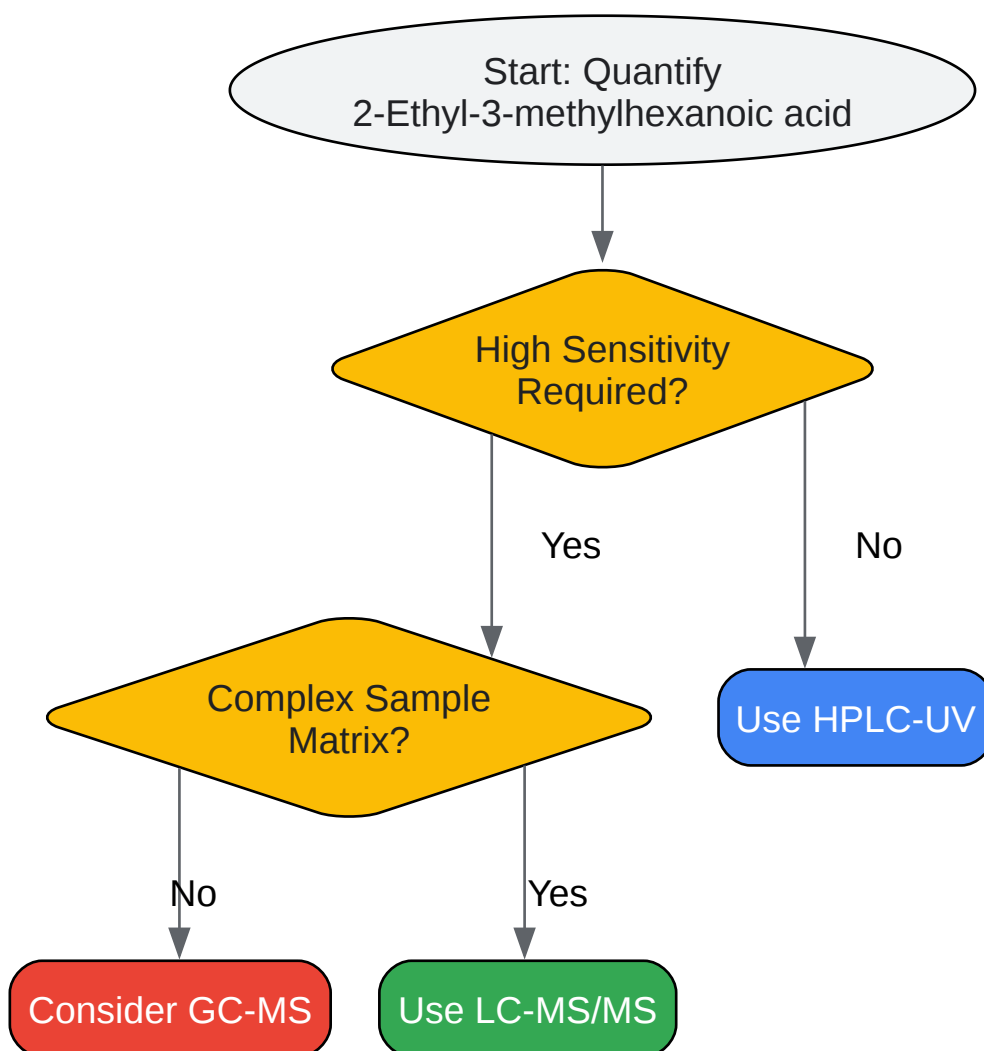 Start: Quantify
2-Ethyl-3-methylhexanoic acid
High Sensitivity
Required?
Yes
No
Complex Sample
Matrix?
Use HPLC-UV
No
Yes
Consider GC-MS
Use LC-MS/MS